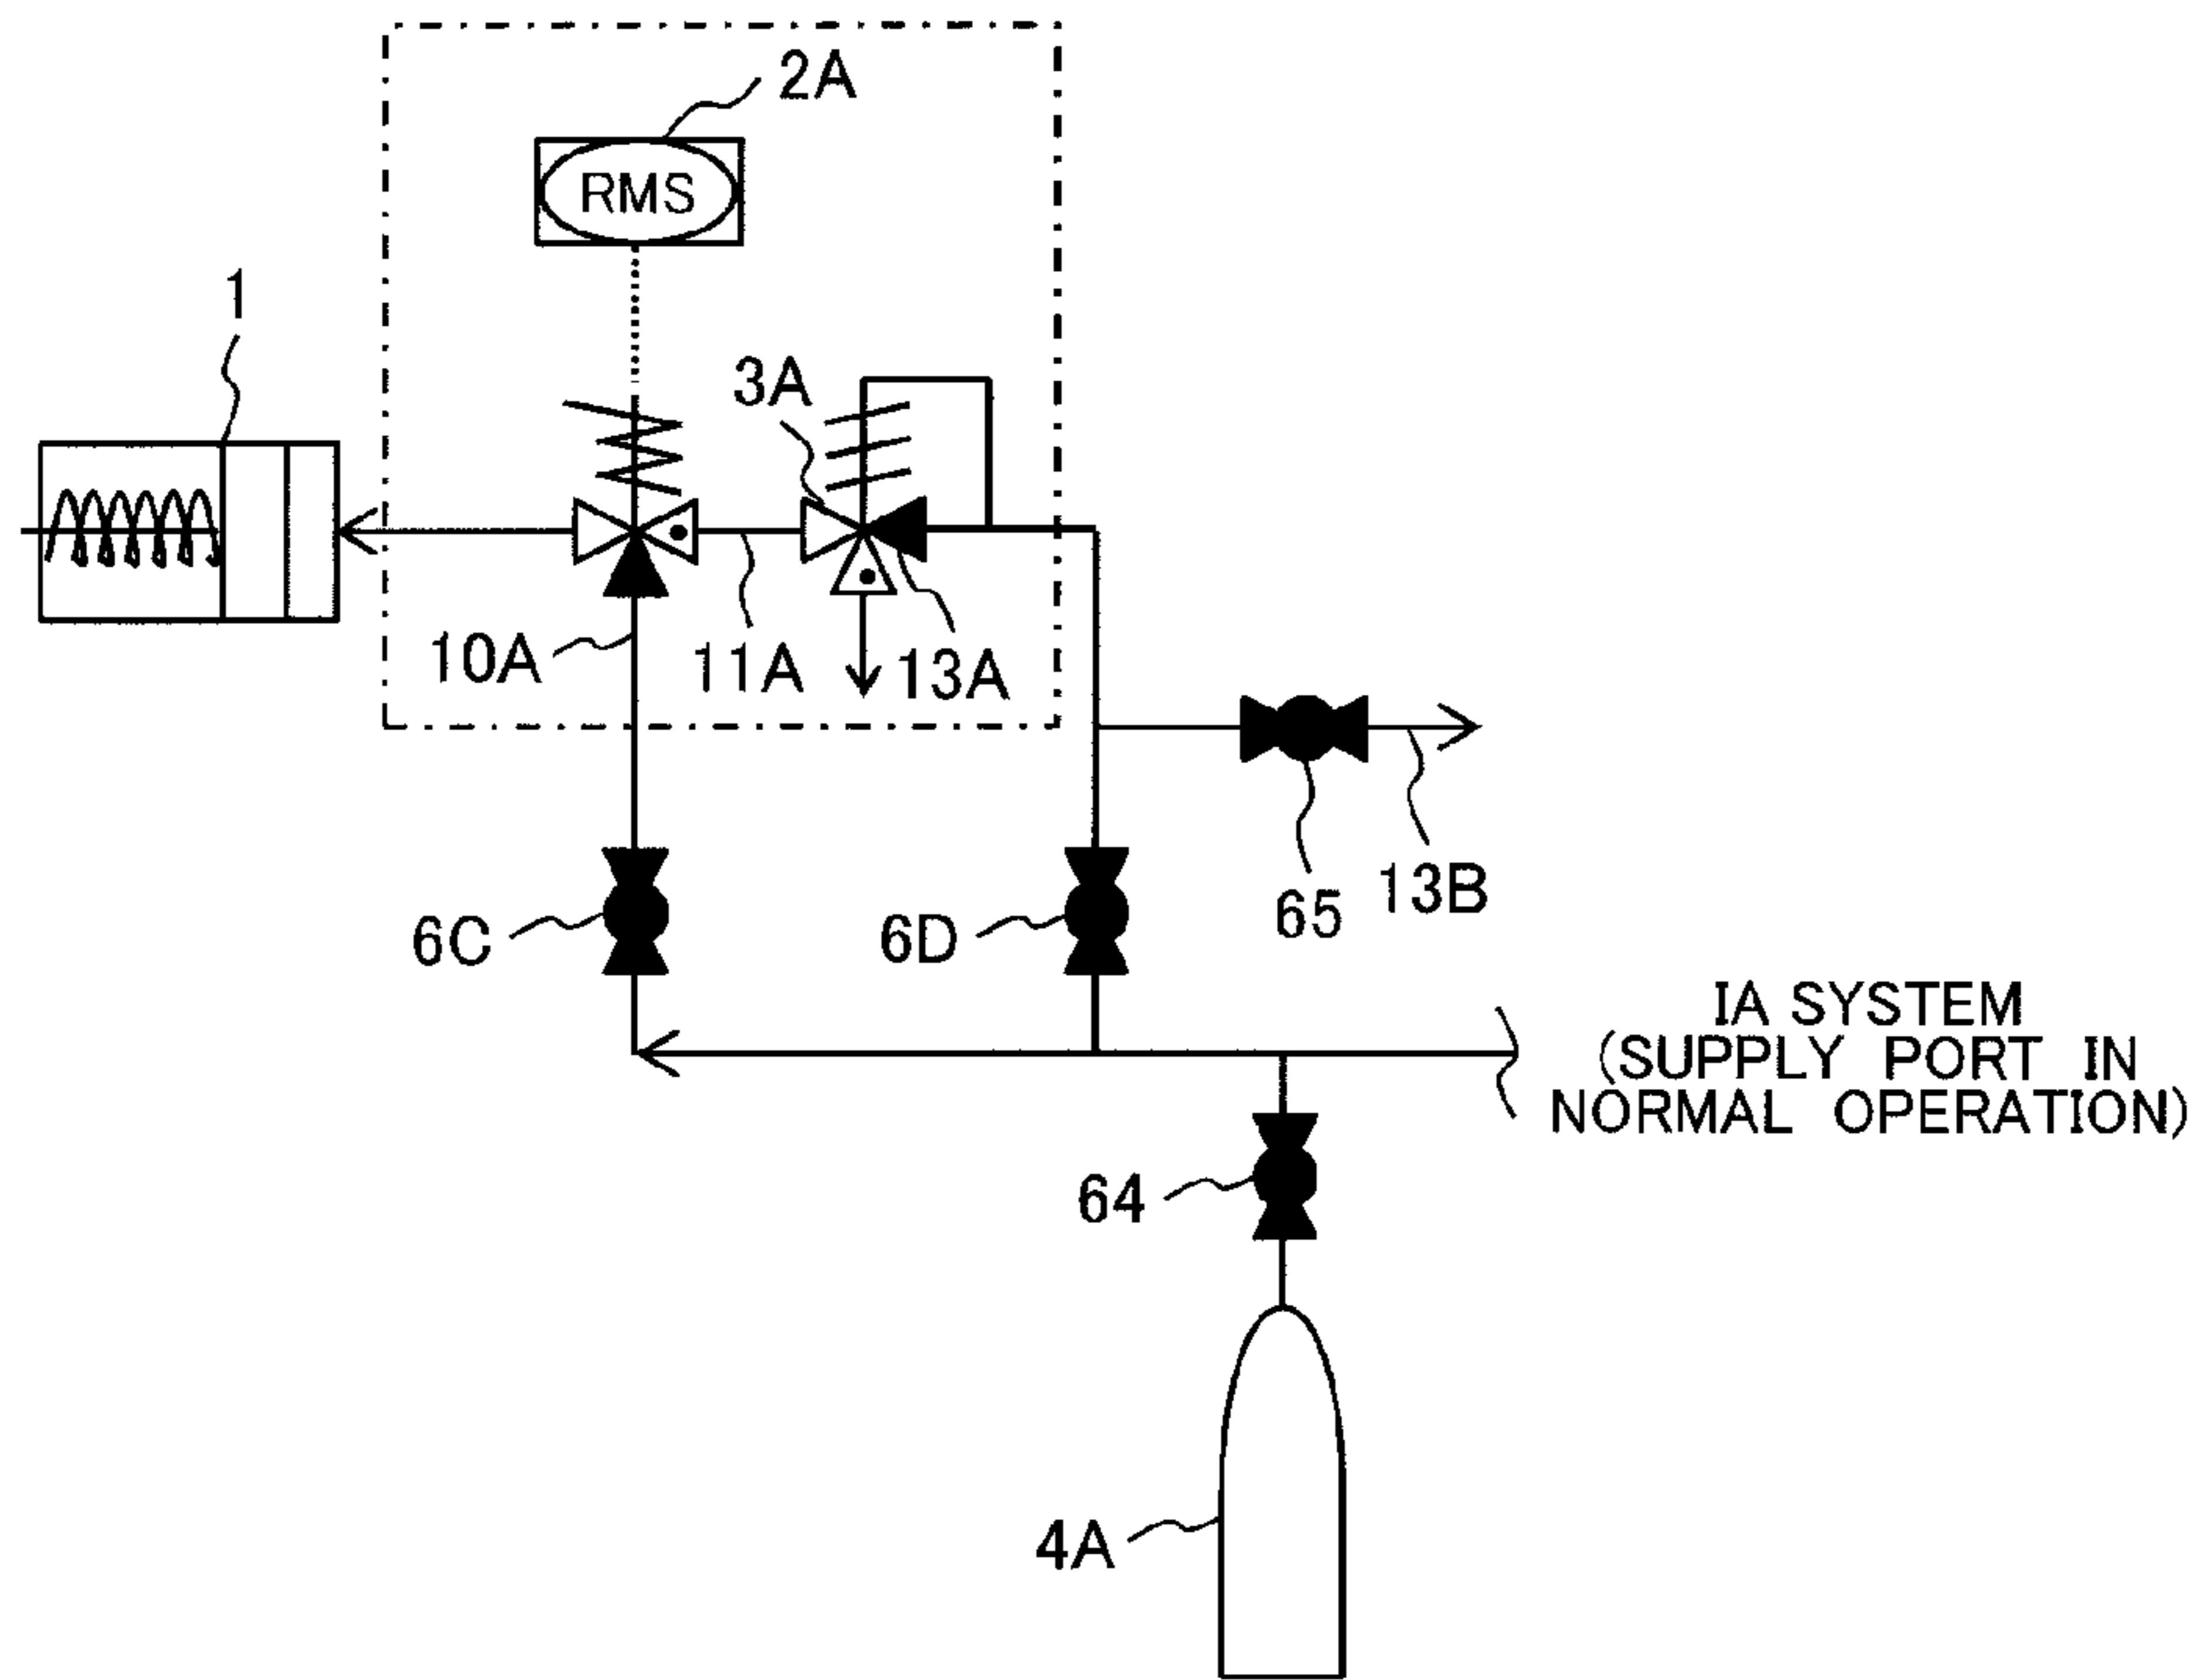 2A
RMS
1
3A
10A
11A
13A
6C
6D
65
13B
IA SYSTEM
(SUPPLY PORT IN
NORMAL OPERATION)
64
4A